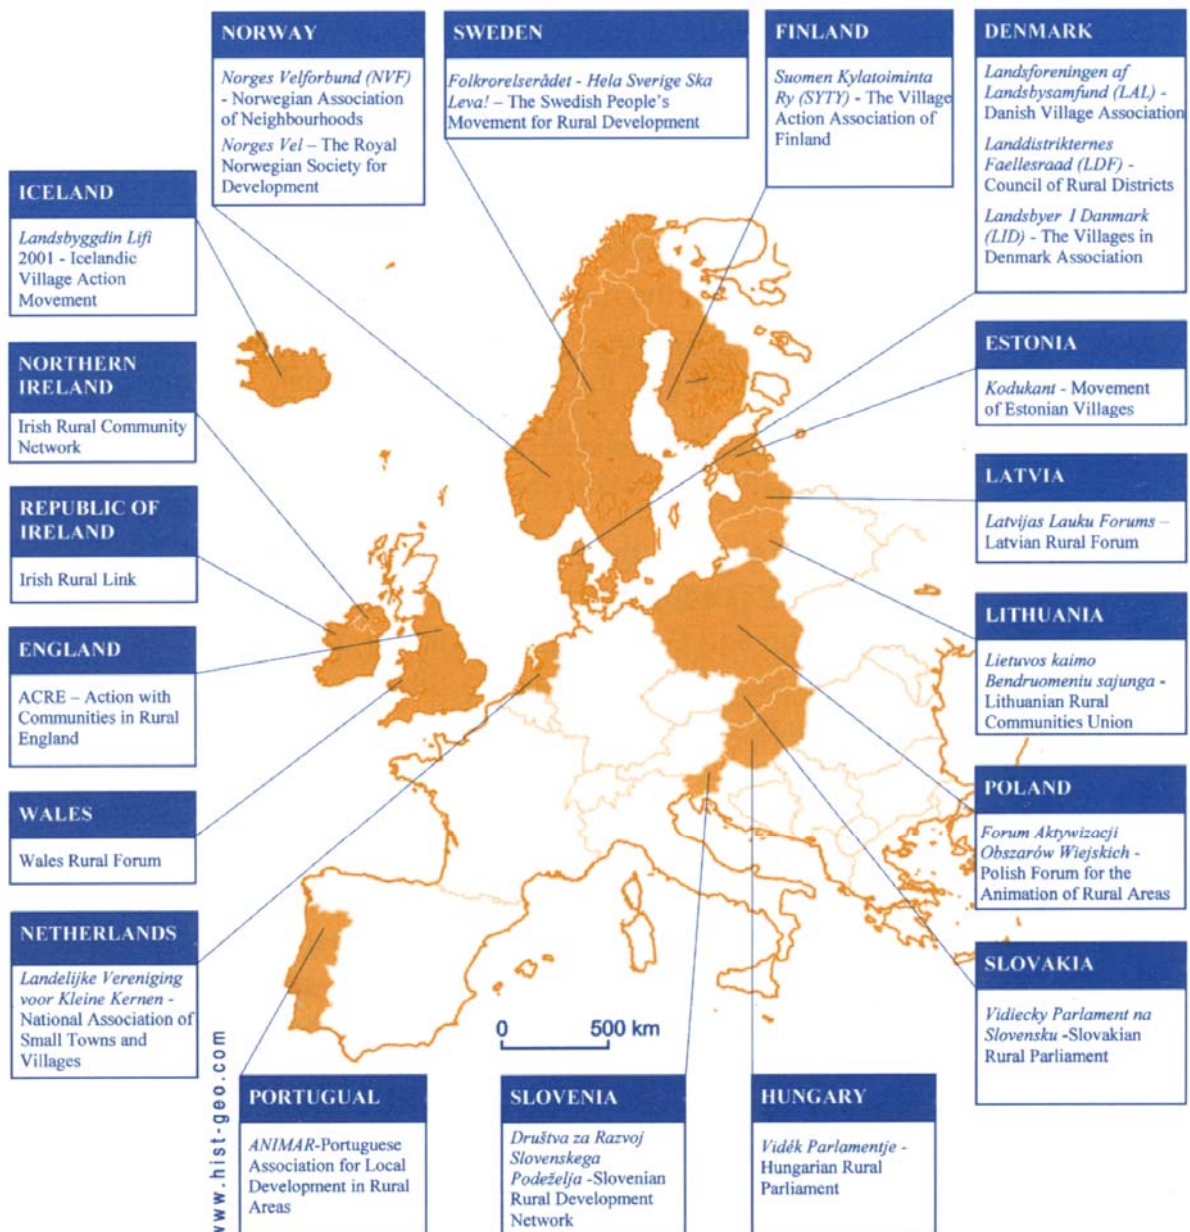 NORWAY
Norges Velforbund (NVF)
- Norwegian Association
of Neighbourhoods
Norges Vel – The Royal
Norwegian Society for
Development
SWEDEN
Folkrorelserådet - Hela Sverige Ska
Leva! – The Swedish People's
Movement for Rural Development
FINLAND
Suomen Kylatoiminta
Ry (SYTY) - The Village
Action Association of
Finland
DENMARK
Landsforeningen af
Landsbysamfund (LAL) -
Danish Village Association
Landdistrikternes
Faellesraad (LDF) -
Council of Rural Districts
Landsbyer I Danmark
(LID) - The Villages in
Denmark Association
ICELAND
Landsbyggdin Lifi
2001 - Icelandic
Village Action
Movement
NORTHERN
IRELAND
Irish Rural Community
Network
REPUBLIC OF
IRELAND
Irish Rural Link
ENGLAND
ACRE – Action with
Communities in Rural
England
WALES
Wales Rural Forum
NETHERLANDS
Landelijke Vereniging
voor Kleine Kernen -
National Association of
Small Towns and
Villages
ESTONIA
Kodukant - Movement
of Estonian Villages
LATVIA
Latvijas Lauku Forums –
Latvian Rural Forum
LITHUANIA
Lietuvos kaimo
Bendruomeniu sajunga -
Lithuanian Rural
Communities Union
POLAND
Forum Aktywizacji
Obszarów Wiejskich -
Polish Forum for the
Animation of Rural Areas
SLOVAKIA
Vidiecky Parlament na
Slovensku -Slovakian
Rural Parliament
0 500 km
www.hist-geo.com
PORTUGUAL
ANIMAR-Portuguese
Association for Local
Development in Rural
Areas
SLOVENIA
Društva za Razvoj
Slovenskega
Podeželja -Slovenian
Rural Development
Network
HUNGARY
Vidék Parlamentje -
Hungarian Rural
Parliament